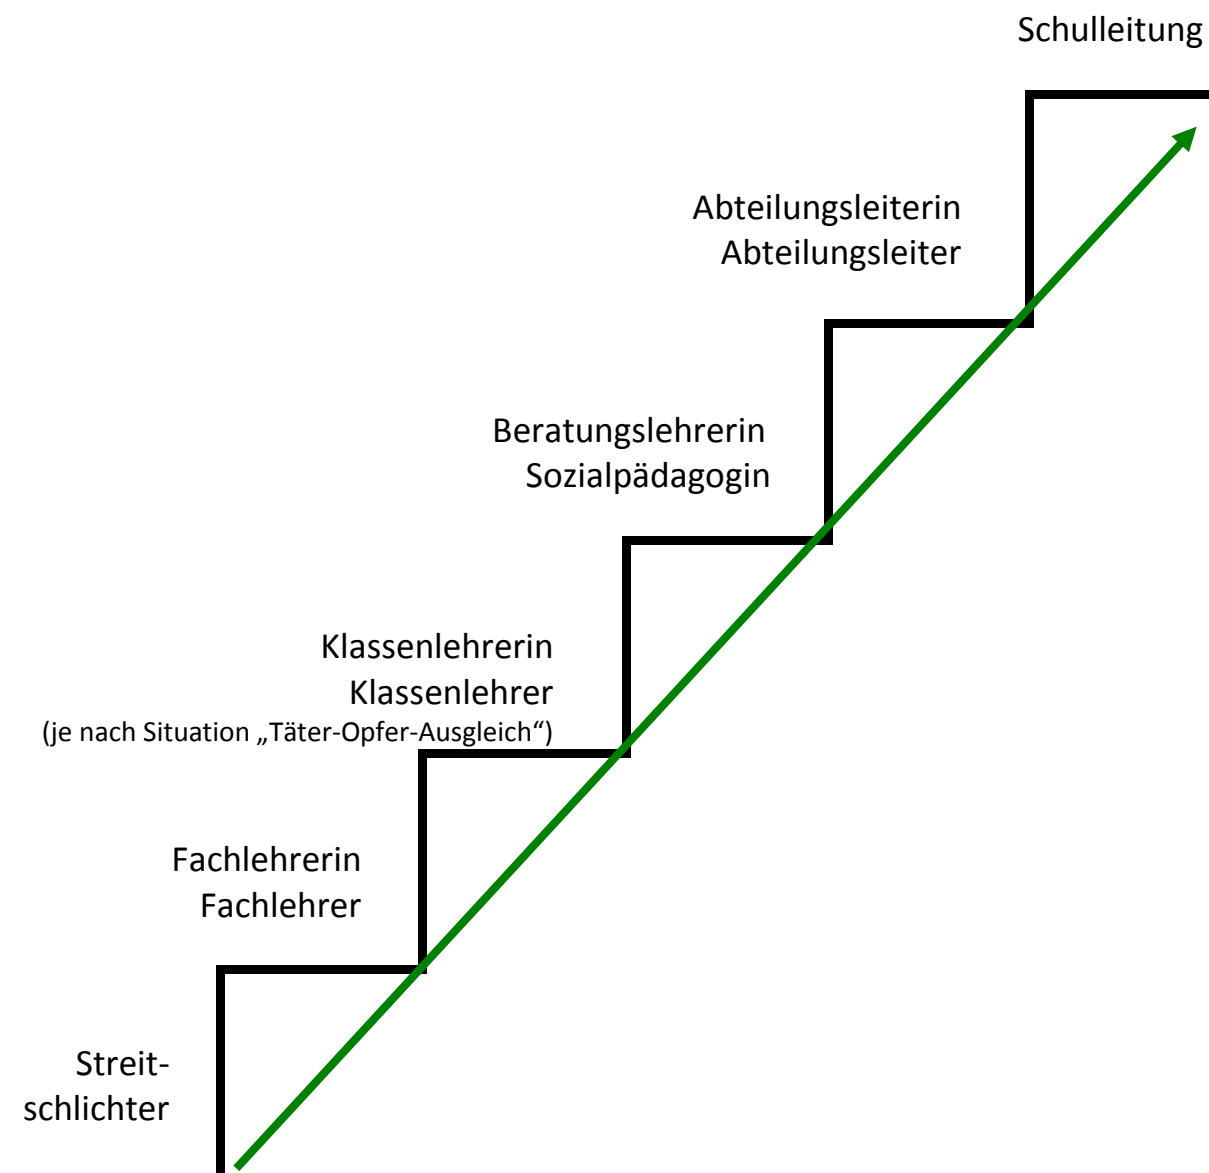 Schulleitung
Abteilungsleiterin
Abteilungsleiter
Beratungslehrerin
Sozialpädagogin
Klassenlehrerin
Klassenlehrer
(je nach Situation „Täter-Opfer-Ausgleich“)
Fachlehrerin
Fachlehrer
Streit-
schlichter